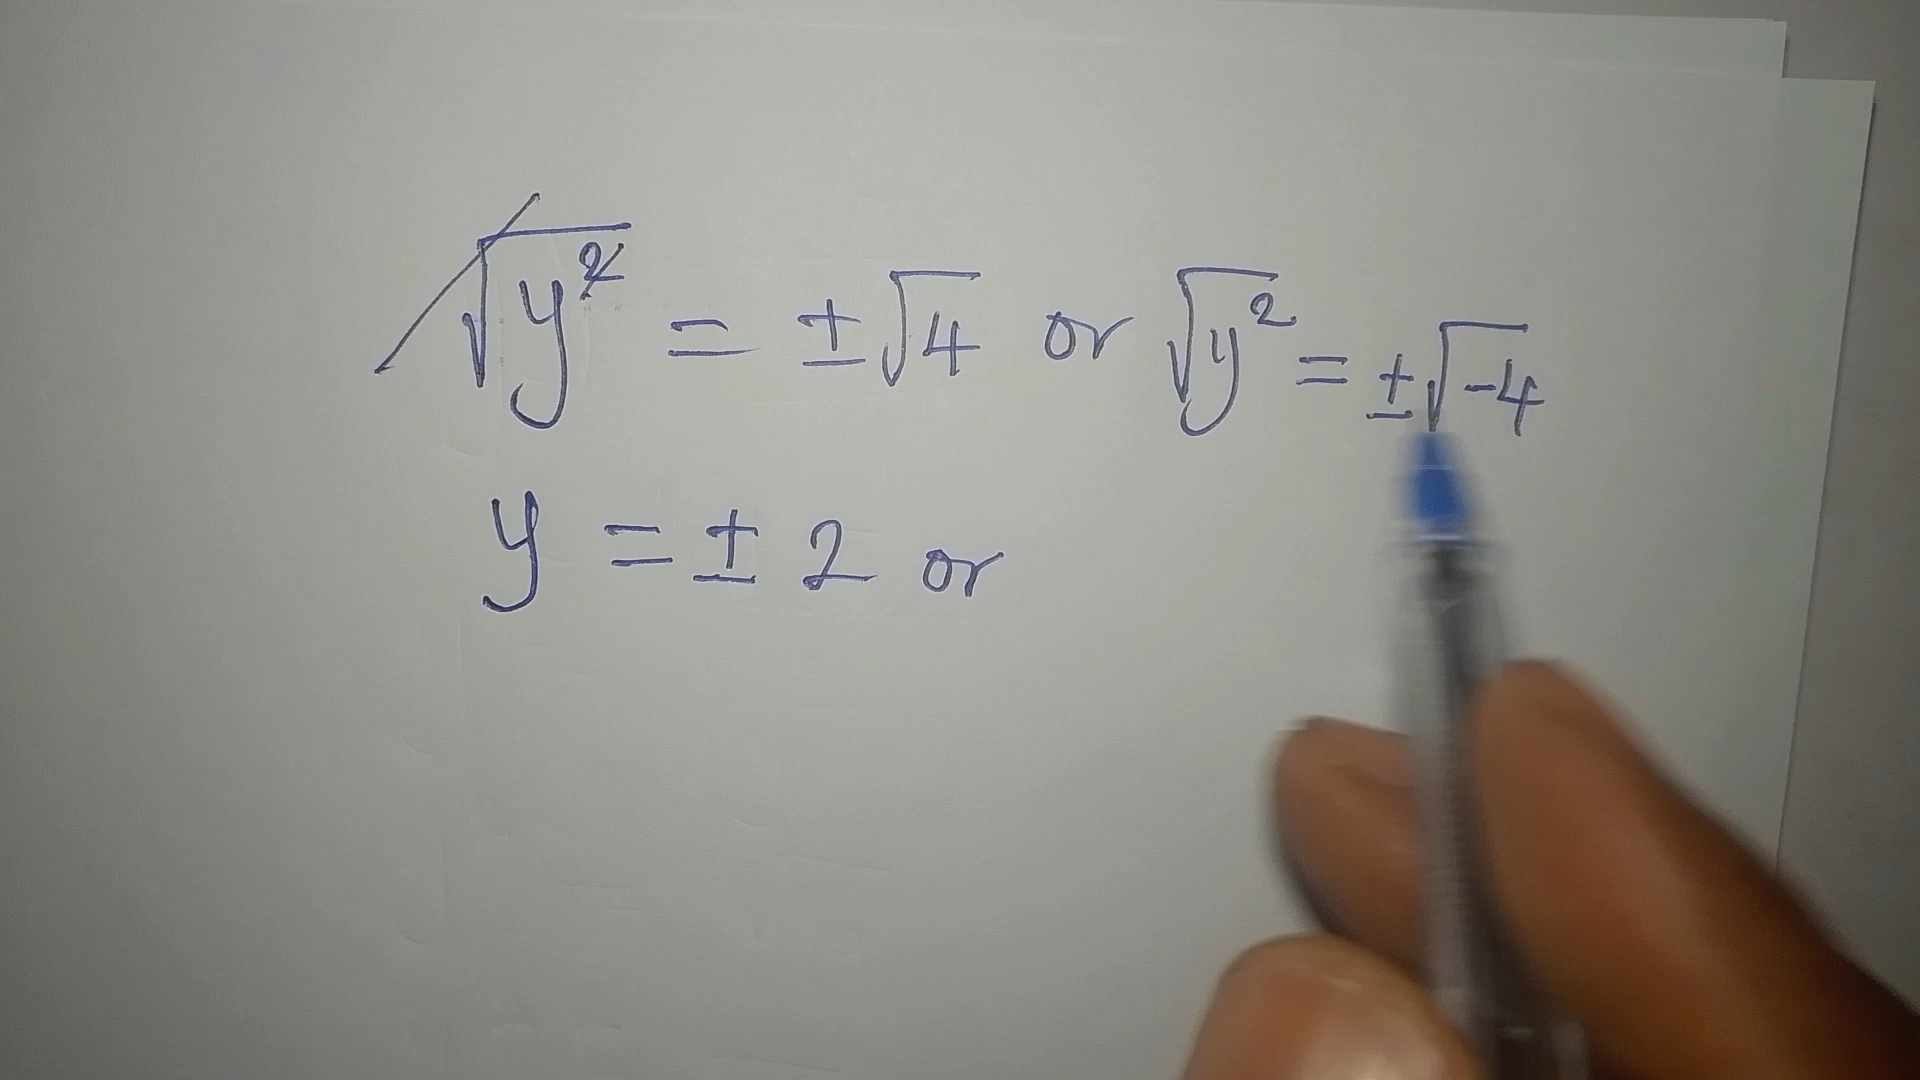 √y² = ±√4 or √y² = ±√-4
y = ± 2 or